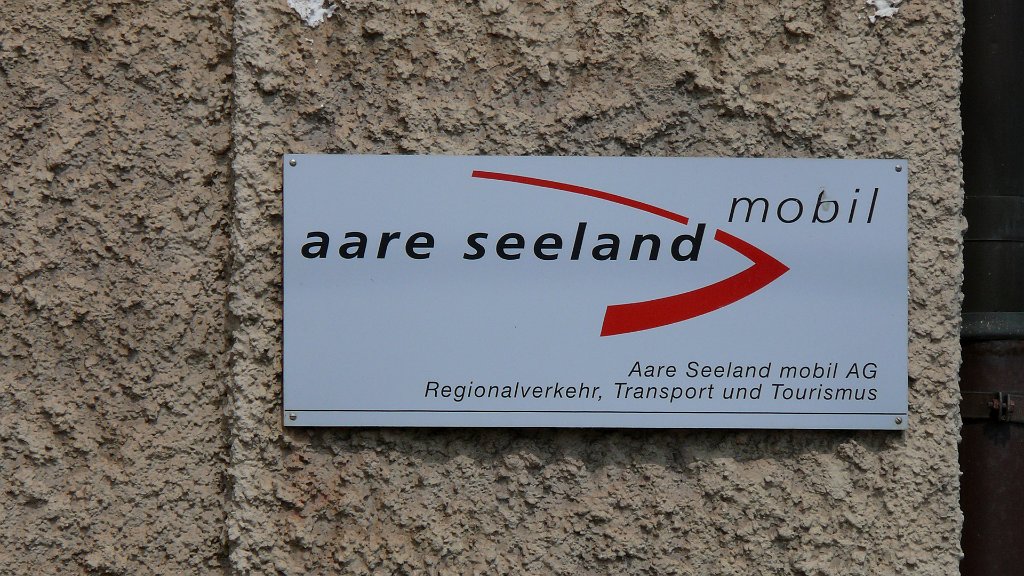 mobil
aare seeland
Aare Seeland mobil AG
Regionalverkehr, Transport und Tourismus